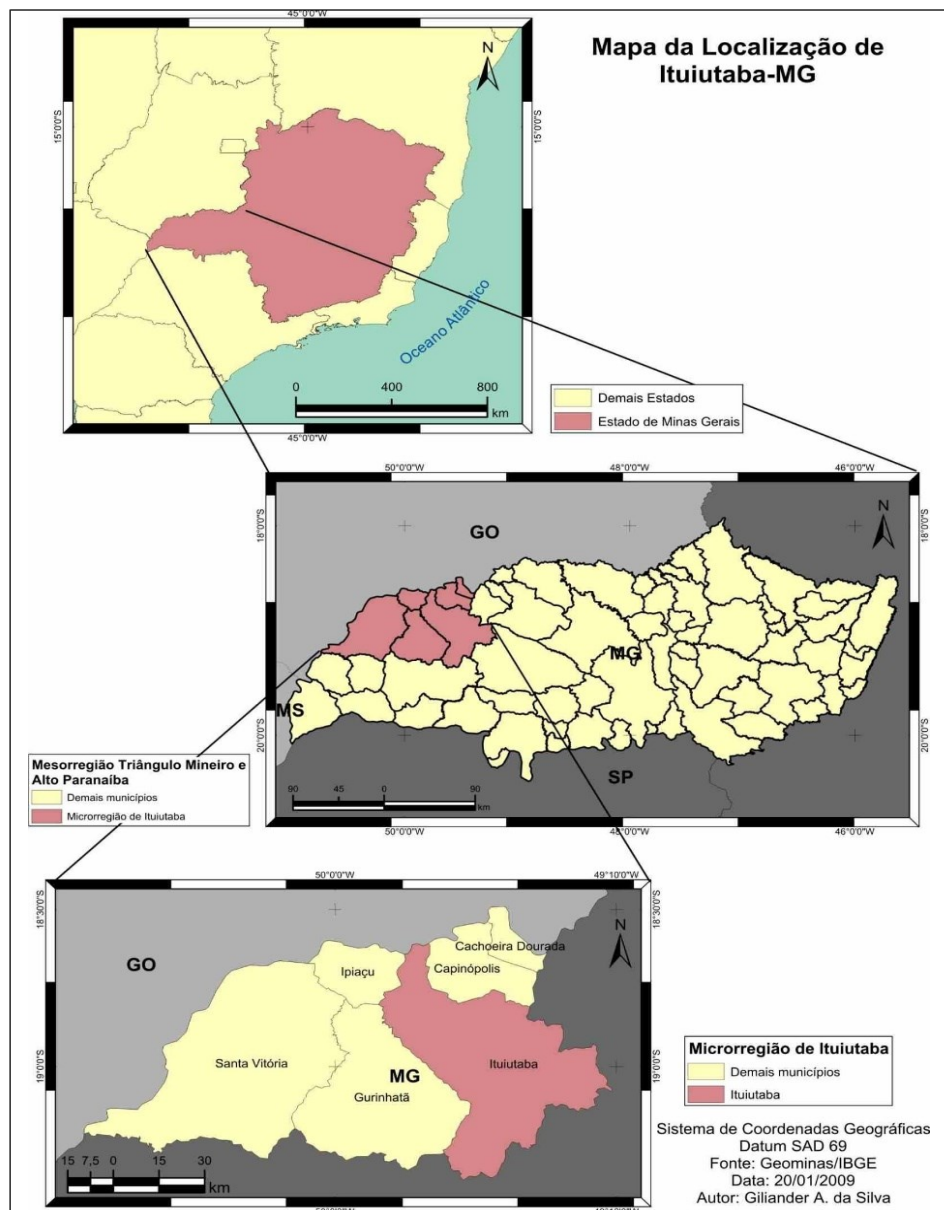 Mapa da Localização de
Ituiutaba-MG
45°0'0"W
N
15°0'0"S
15°0'0"S
Oceano Atlântico
0 400 800
km
45°0'0"W
Demais Estados
Estado de Minas Gerais
50°0'0"W 48°0'0"W 46°0'0"W
18°0'0"S
18°0'0"S
N
GO
MG
MS
SP
20°0'0"S
20°0'0"S
90 45 0 90
km
50°0'0"W 48°0'0"W 46°0'0"W
Mesorregião Triângulo Mineiro e
Alto Paranaíba
Demais municípios
Microrregião de Ituiutaba
50°0'0"W 49°10'0"W
18°30'0"S
18°30'0"S
N
GO
Cachoeira Dourada
Ipiaçu
Capinópolis
Santa Vitória
Ituiutaba
MG
Gurinhatã
19°0'0"S
19°0'0"S
15 7,5 0 15 30
km
Microrregião de Ituiutaba
Demais municípios
Ituiutaba
Sistema de Coordenadas Geográficas
Datum SAD 69
Fonte: Geominas/IBGE
Data: 20/01/2009
Autor: Giliander A. da Silva